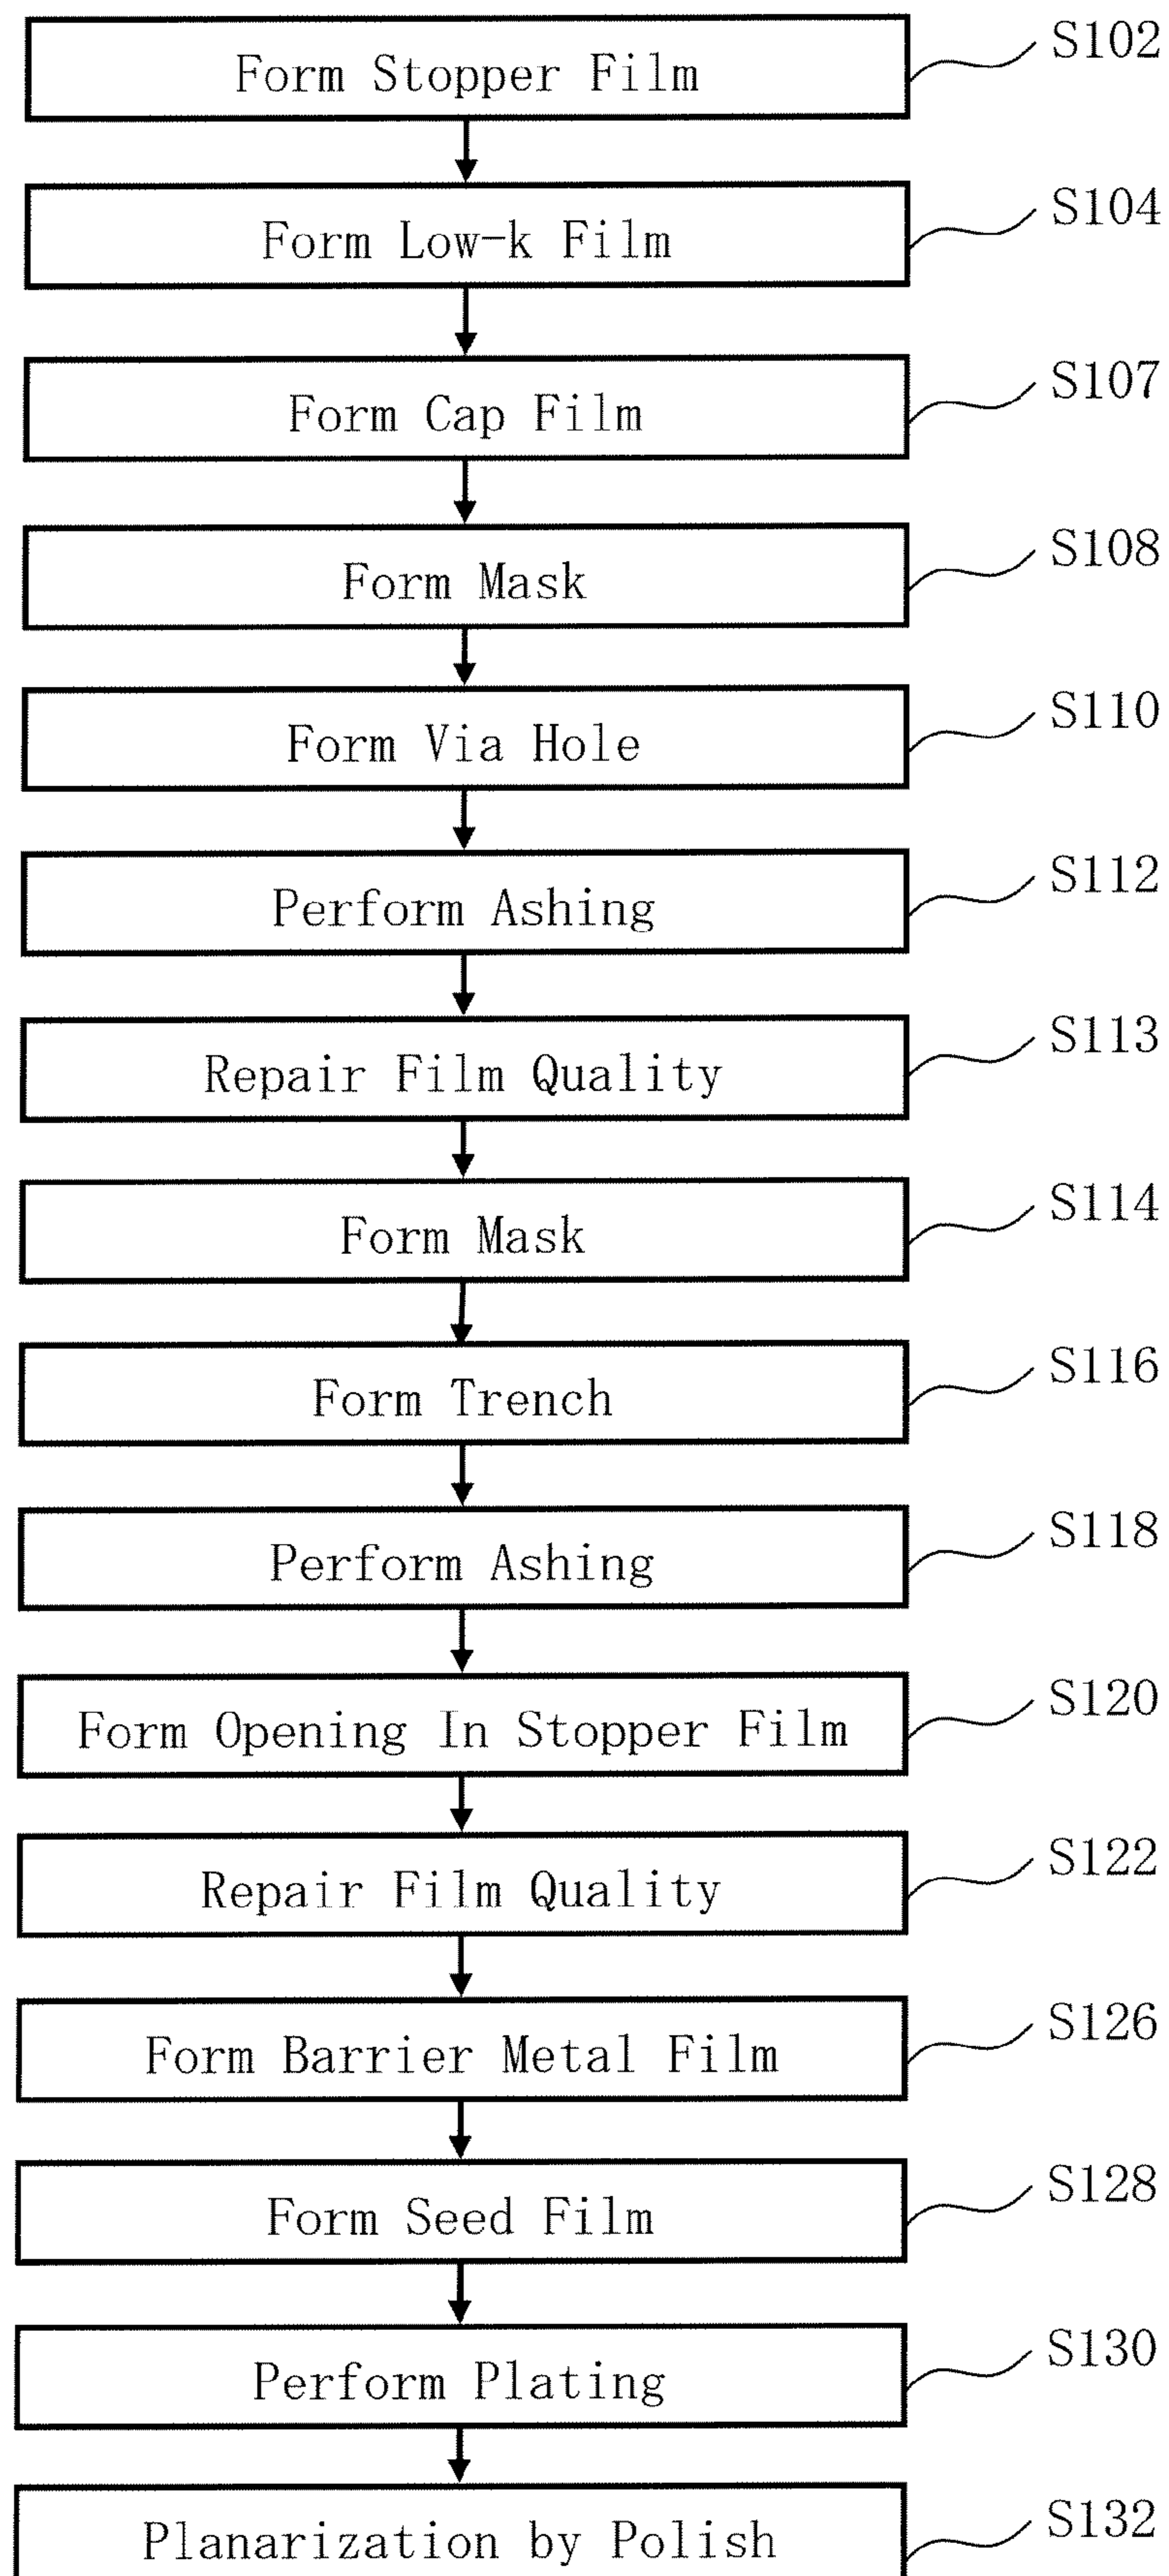 Form Stopper Film
S102
Form Low-k Film
S104
Form Cap Film
S107
Form Mask
S108
Form Via Hole
S110
Perform Ashing
S112
Repair Film Quality
S113
Form Mask
S114
Form Trench
S116
Perform Ashing
S118
Form Opening In Stopper Film
S120
Repair Film Quality
S122
Form Barrier Metal Film
S126
Form Seed Film
S128
Perform Plating
S130
Planarization by Polish
S132